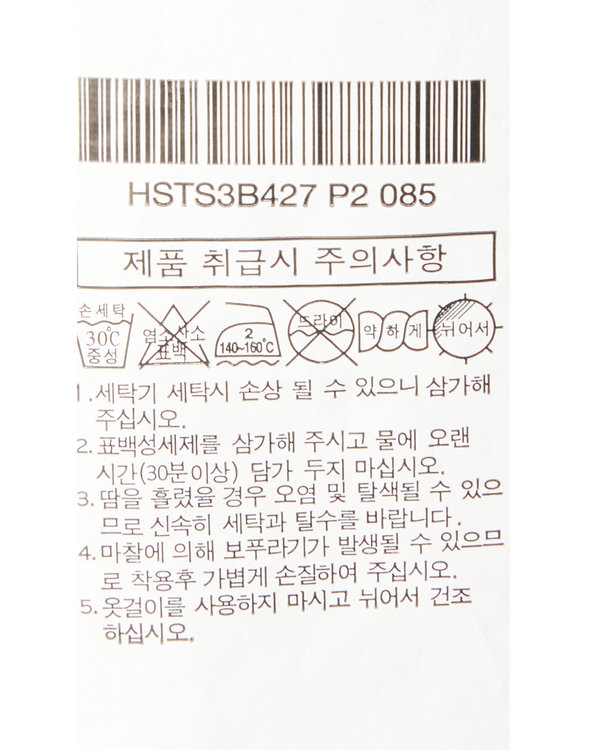 HSTS3B427 P2 085
제품 취급시 주의사항
손세탁
30℃
중성
염소산소
표백
2
140~160℃
드라이
약하게
뉘어서
1. 세탁기 세탁시 손상 될 수 있으니 삼가해
주십시오.
2. 표백성세제를 삼가해 주시고 물에 오랜
시간(30분이상) 담가 두지 마십시오.
3. 땀을 흘렸을 경우 오염 및 탈색될 수 있으
므로 신속히 세탁과 탈수를 바랍니다.
4. 마찰에 의해 보푸라기가 발생될 수 있으므
로 착용후 가볍게 손질하여 주십시오.
5. 옷걸이를 사용하지 마시고 뉘어서 건조
하십시오.